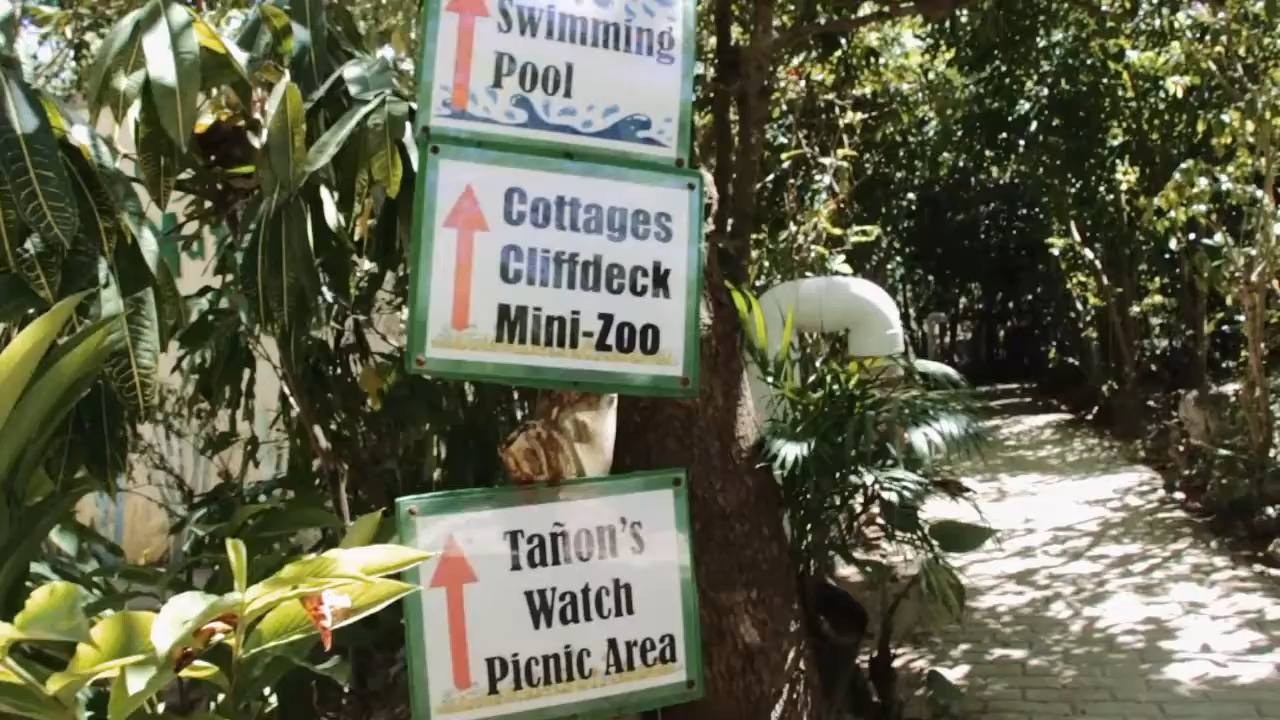 Swimming
Pool
Cottages
Cliffdeck
Mini-Zoo
Tañon's
Watch
Picnic Area